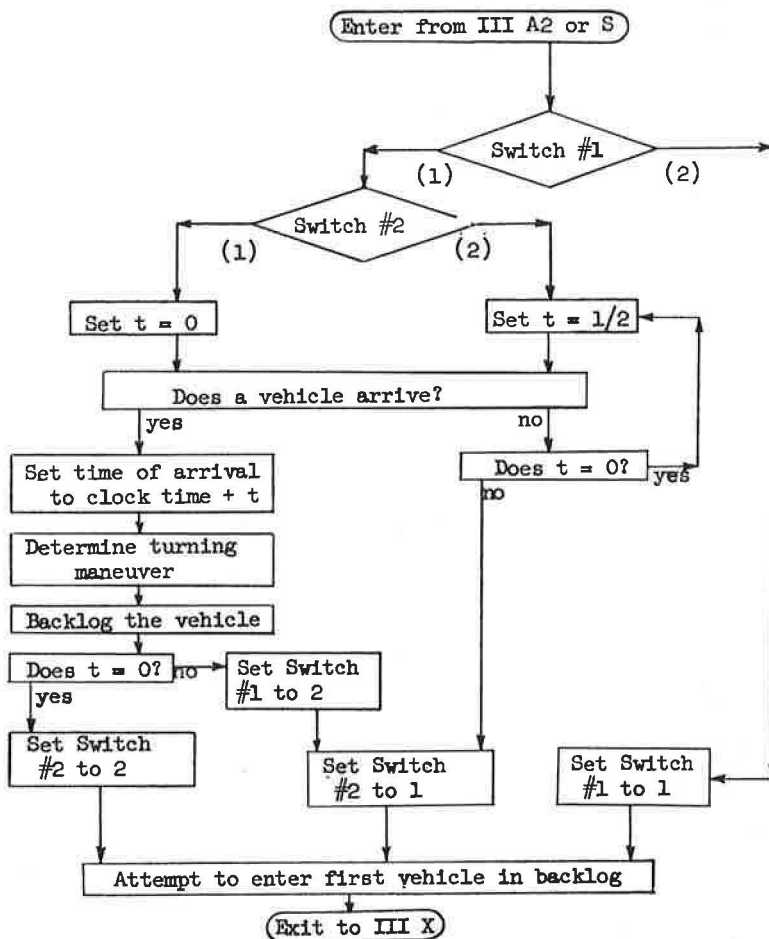 Enter from III A2 or S
Switch #1
(1)
(2)
Switch #2
(1)
(2)
Set t = 0
Set t = 1/2
Does a vehicle arrive?
yes
no
Set time of arrival
to clock time + t
Does t = 0?
yes
no
Determine turning
maneuver
Backlog the vehicle
Does t = 0?
no
yes
Set Switch
#1 to 2
Set Switch
#2 to 2
Set Switch
#2 to 1
Set Switch
#1 to 1
Attempt to enter first vehicle in backlog
Exit to III X